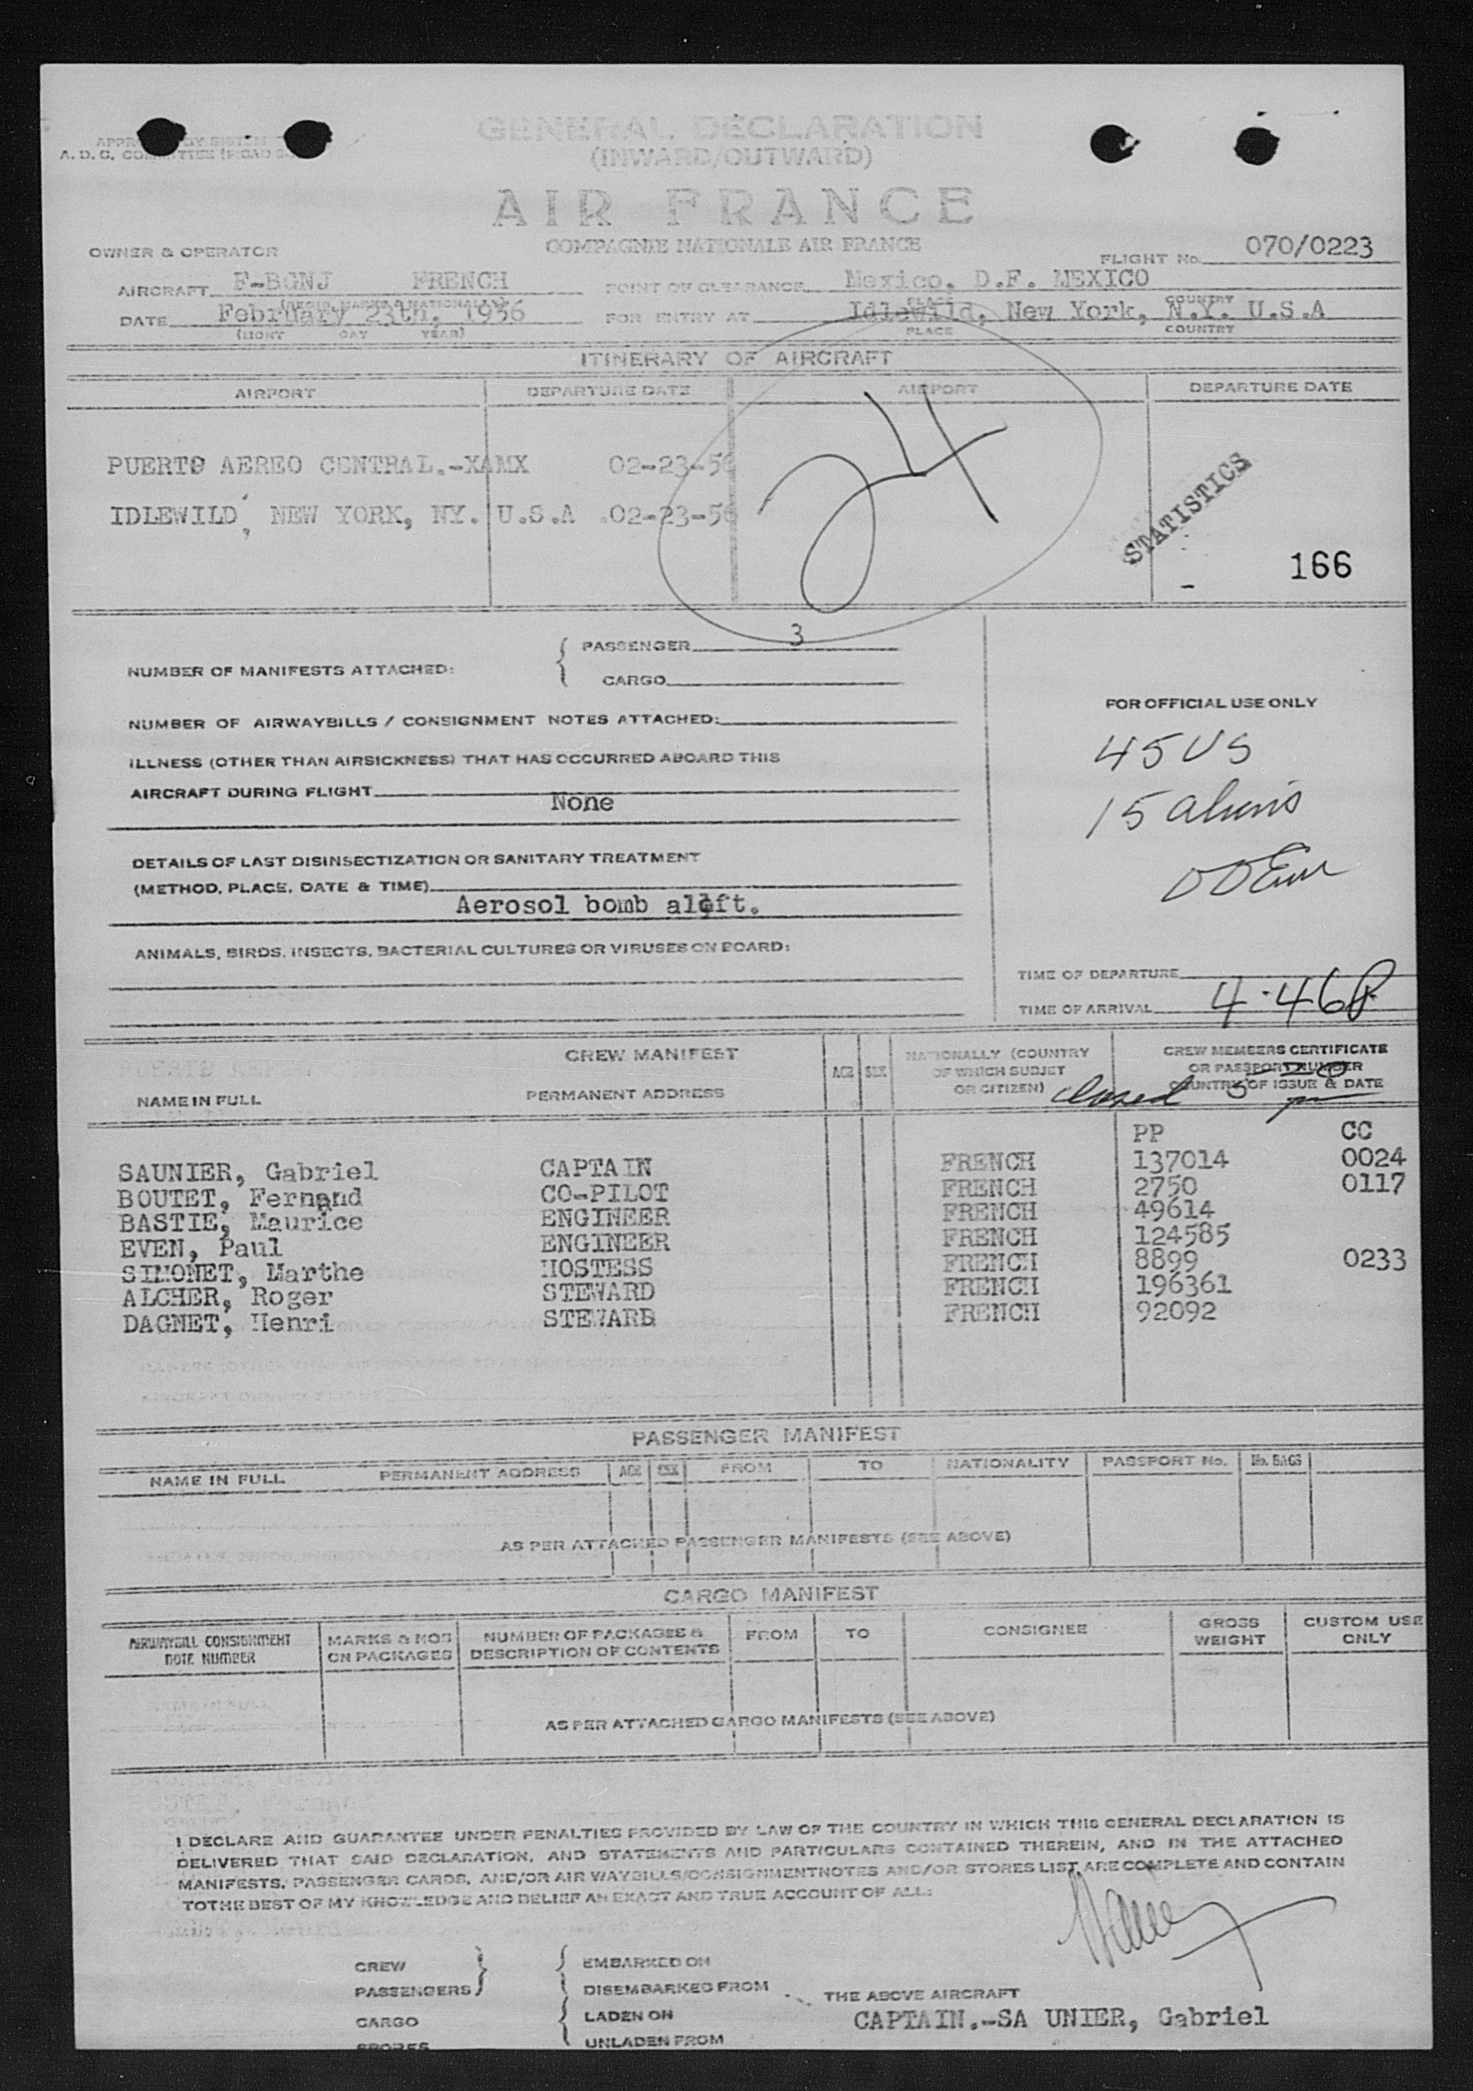 GENERAL DECLARATION
(INWARD/OUTWARD)
AIR FRANCE
COMPAGNIE NATIONALE AIR FRANCE
OWNER & OPERATOR
FLIGHT No. 070/0223
AIRCRAFT F-BGNJ FRENCH POINT OF CLEARANCE Mexico, D.F. MEXICO
PLACE COUNTRY
DATE February 23th, 1956 FOR ENTRY AT Idlewild, New York, N.Y. U.S.A
(MONT DAY YEAR) PLACE COUNTRY
ITINERARY OF AIRCRAFT
AIRPORT DEPARTURE DATE AIRPORT DEPARTURE DATE
PUERTO AEREO CENTRAL.-XAMX 02-23-56
IDLEWILD, NEW YORK, NY. U.S.A .02-23-56
24
STATISTICS
- 166
NUMBER OF MANIFESTS ATTACHED: { PASSENGER 3
CARGO
NUMBER OF AIRWAYBILLS / CONSIGNMENT NOTES ATTACHED:
ILLNESS (OTHER THAN AIRSICKNESS) THAT HAS OCCURRED ABOARD THIS
AIRCRAFT DURING FLIGHT None
DETAILS OF LAST DISINSECTIZATION OR SANITARY TREATMENT
(METHOD, PLACE, DATE & TIME)
Aerosol bomb aloft.
ANIMALS, BIRDS, INSECTS, BACTERIAL CULTURES OR VIRUSES ON BOARD:
FOR OFFICIAL USE ONLY
45 US
15 aliens
TIME OF DEPARTURE
TIME OF ARRIVAL 4.46P
CREW MANIFEST
NAME IN FULL PERMANENT ADDRESS AGE SEX NATIONALLY (COUNTRY OF WHICH SUBJET OR CITIZEN) CREW MEMBERS CERTIFICATE OR PASSPORT NUMBER COUNTRY OF ISSUE & DATE
closed
PP CC
SAUNIER, Gabriel CAPTAIN FRENCH 137014 0024
BOUTET, Fernand CO-PILOT FRENCH 2750 0117
BASTIE, Maurice ENGINEER FRENCH 49614
EVEN, Paul ENGINEER FRENCH 124585
SIMONET, Marthe HOSTESS FRENCH 8899 0233
ALCHER, Roger STEWARD FRENCH 196361
DAGNET, Henri STEWARD FRENCH 92092
PASSENGER MANIFEST
NAME IN FULL PERMANENT ADDRESS AGE SEX FROM TO NATIONALITY PASSPORT No. No. BAGS
AS PER ATTACHED PASSENGER MANIFESTS (SEE ABOVE)
CARGO MANIFEST
AIRWAYBILL CONSIGNMENT NOTE NUMBER MARKS & NOS ON PACKAGES NUMBER OF PACKAGES & DESCRIPTION OF CONTENTS FROM TO CONSIGNEE GROSS WEIGHT CUSTOM USE ONLY
AS PER ATTACHED CARGO MANIFESTS (SEE ABOVE)
I DECLARE AND GUARANTEE UNDER PENALTIES PROVIDED BY LAW OF THE COUNTRY IN WHICH THIS GENERAL DECLARATION IS
DELIVERED THAT SAID DECLARATION, AND STATEMENTS AND PARTICULARS CONTAINED THEREIN, AND IN THE ATTACHED
MANIFESTS, PASSENGER CARDS, AND/OR AIR WAYBILLS/CONSIGNMENTNOTES AND/OR STORES LIST ARE COMPLETE AND CONTAIN
TOTHE BEST OF MY KNOWLEDGE AND BELIEF AN EXACT AND TRUE ACCOUNT OF ALL:
CREW } { EMBARKED ON
PASSENGERS } { DISEMBARKED FROM THE ABOVE AIRCRAFT
CARGO { LADEN ON CAPTAIN.-SA UNIER, Gabriel
STORES { UNLADEN FROM